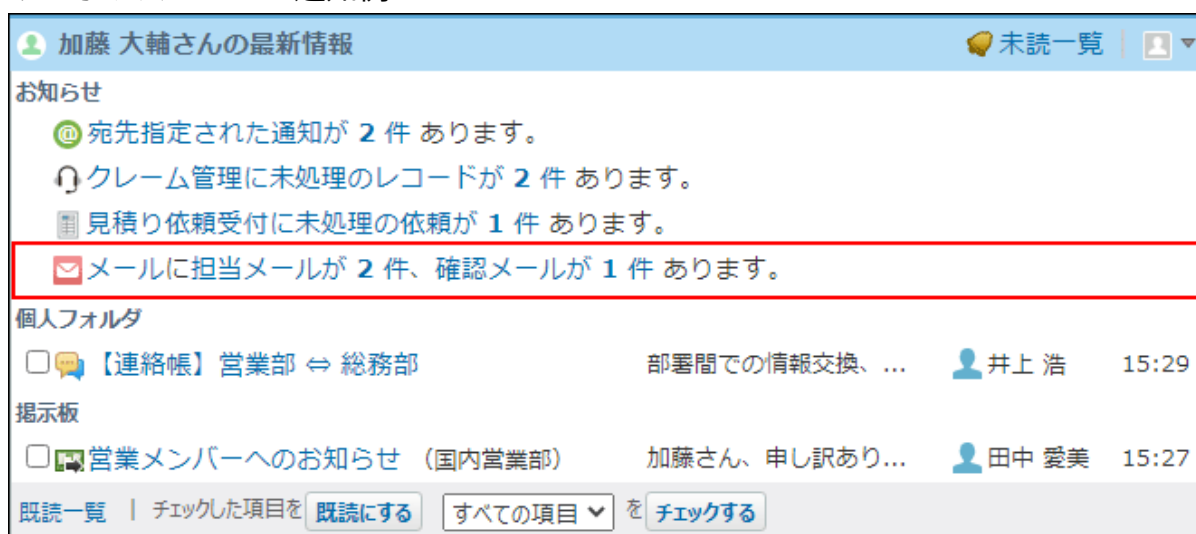 加藤 大輔さんの最新情報 未読一覧
お知らせ
@ 宛先指定された通知が 2 件 あります。
クレーム管理に未処理のレコードが 2 件 あります。
見積り依頼受付に未処理の依頼が 1 件 あります。
メールに担当メールが 2 件、確認メールが 1 件 あります。
個人フォルダ
【連絡帳】営業部 ⇔ 総務部 部署間での情報交換、... 井上 浩 15:29
掲示板
営業メンバーへのお知らせ (国内営業部) 加藤さん、申し訳あり... 田中 愛美 15:27
既読一覧 | チェックした項目を 既読にする すべての項目 を チェックする